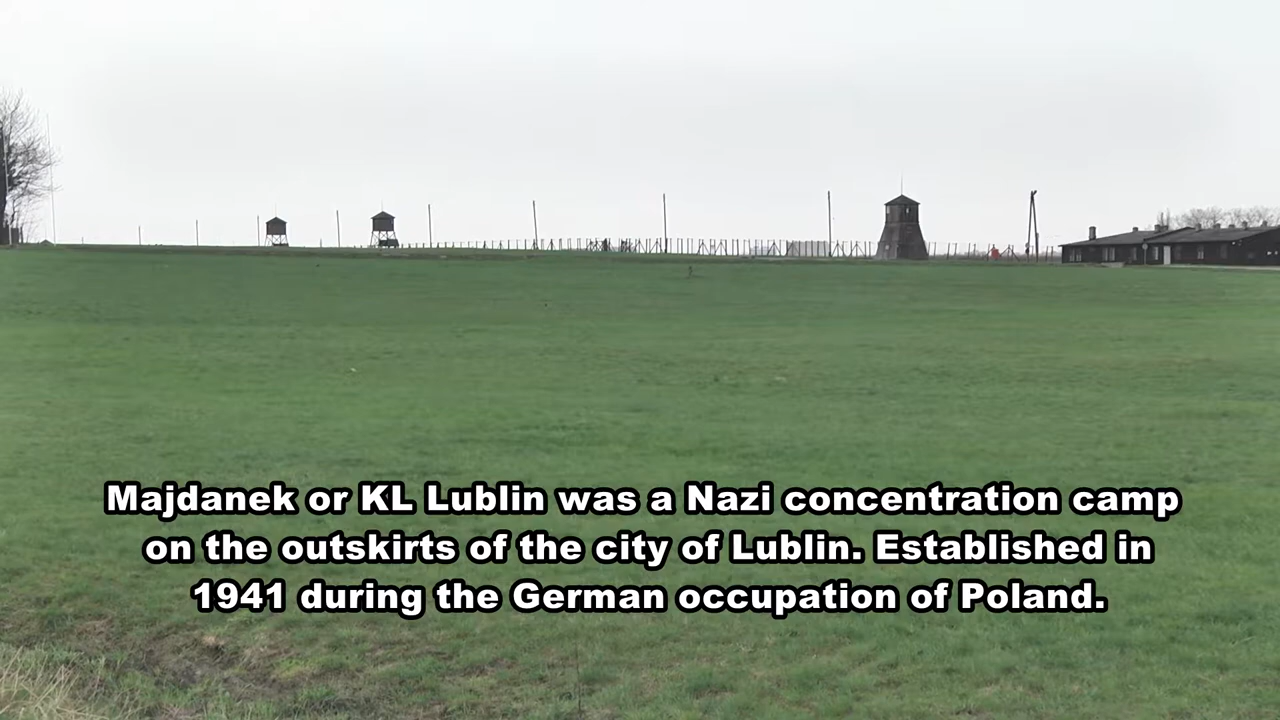 Majdanek or KL Lublin was a Nazi concentration camp
on the outskirts of the city of Lublin. Established in
1941 during the German occupation of Poland.